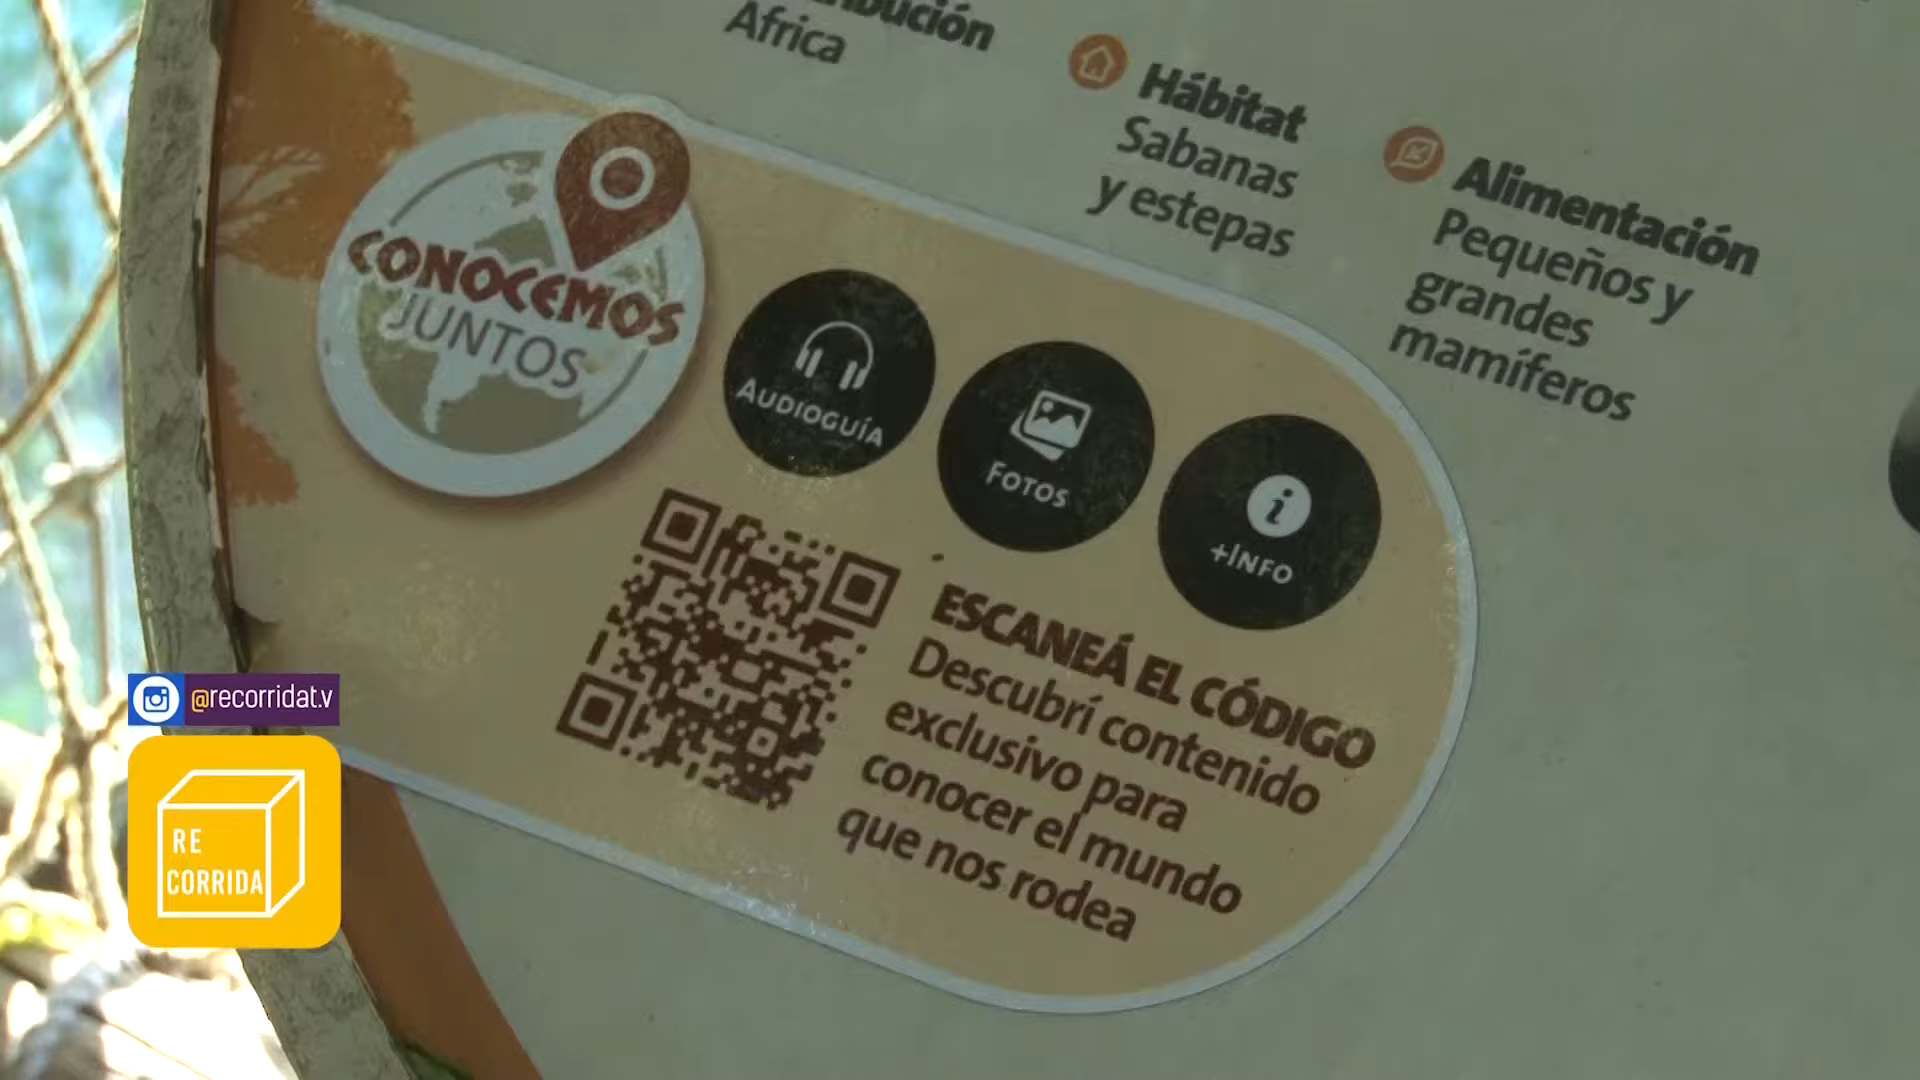 Africa
Hábitat
Sabanas
y estepas
Alimentación
Pequeños y
grandes
mamíferos
CONOCEMOS
JUNTOS
AUDIOGUÍA
FOTOS
+INFO
ESCANEÁ EL CÓDIGO
Descubrí contenido
exclusivo para
conocer el mundo
que nos rodea
@recorridat.v
RE
CORRIDA